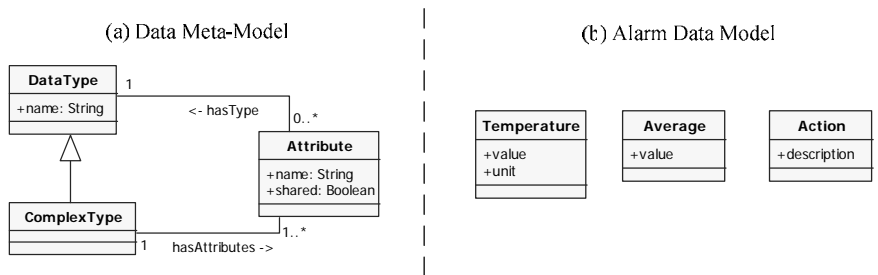 (a) Data Meta-Model
DataType
+name: String
1
<- hasType
0..*
Attribute
+name: String
+shared: Boolean
ComplexType
1
hasAttributes ->
1..*
(b) Alarm Data Model
Temperature
+value
+unit
Average
+value
Action
+description